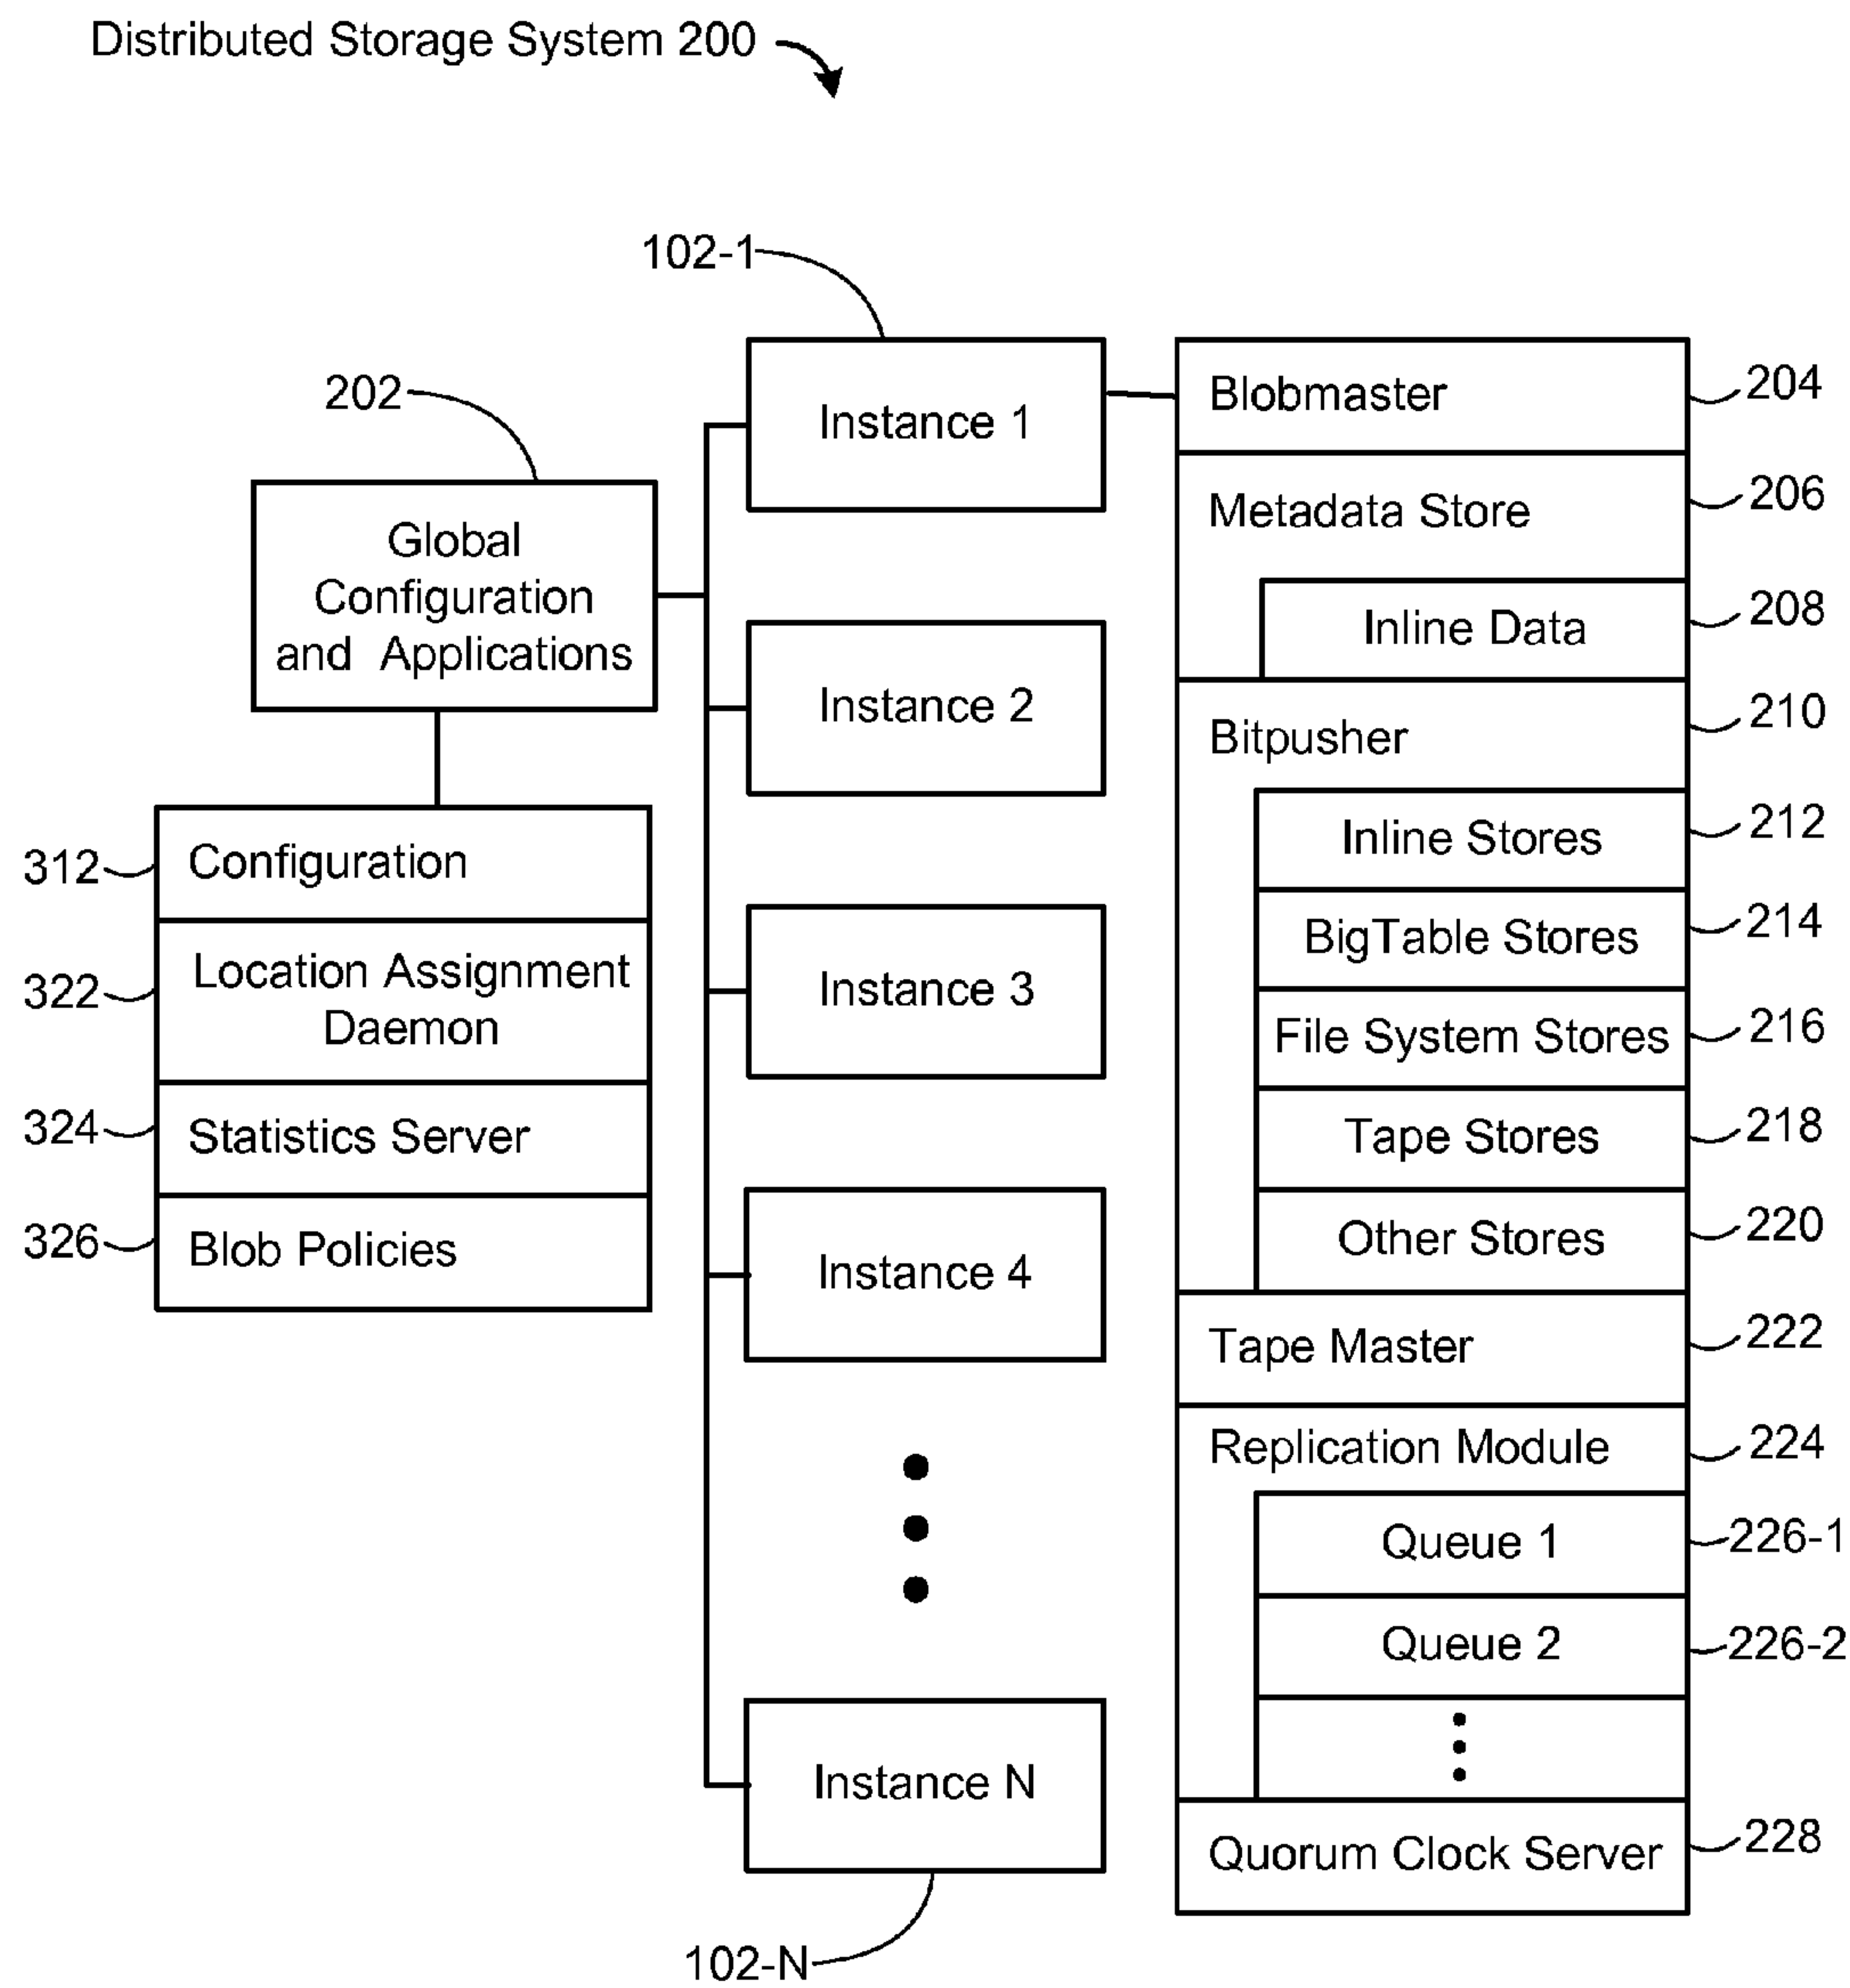 Distributed Storage System 200
102-1
202
Global
Configuration
and Applications
312
Configuration
322
Location Assignment
Daemon
324
Statistics Server
326
Blob Policies
Instance 1
Instance 2
Instance 3
Instance 4
Instance N
102-N
Blobmaster
204
Metadata Store
206
Inline Data
208
Bitpusher
210
Inline Stores
212
BigTable Stores
214
File System Stores
216
Tape Stores
218
Other Stores
220
Tape Master
222
Replication Module
224
Queue 1
226-1
Queue 2
226-2
Quorum Clock Server
228